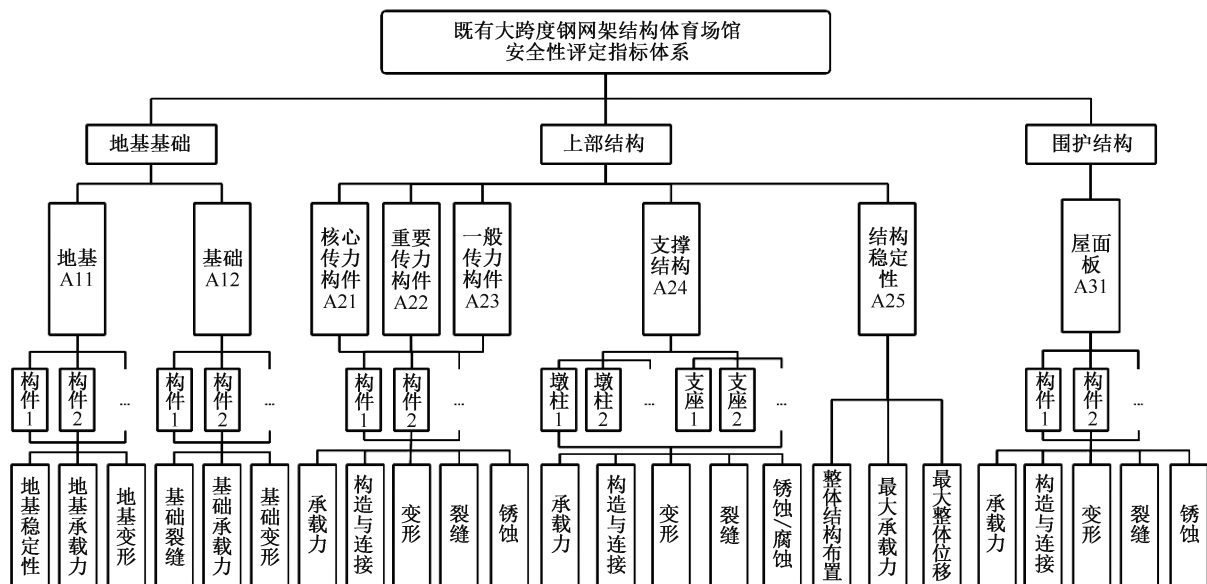 既有大跨度钢网架结构体育场馆
安全性评定指标体系
地基基础
上部结构
围护结构
地基
A11
基础
A12
核心
传力
构件
A21
重要
传力
构件
A22
一般
传力
构件
A23
支撑
结构
A24
结构
稳定
性
A25
屋面
板
A31
构件1
构件2
...
构件1
构件2
...
构件1
构件2
...
墩柱1
墩柱2
...
支座1
支座2
...
构件1
构件2
...
地基稳定性
地基承载力
地基变形
基础裂缝
基础承载力
基础变形
承载力
构造与连接
变形
裂缝
锈蚀
承载力
构造与连接
变形
裂缝
锈蚀/腐蚀
整体结构布置
最大承载力
最大整体位移
承载力
构造与连接
变形
裂缝
锈蚀